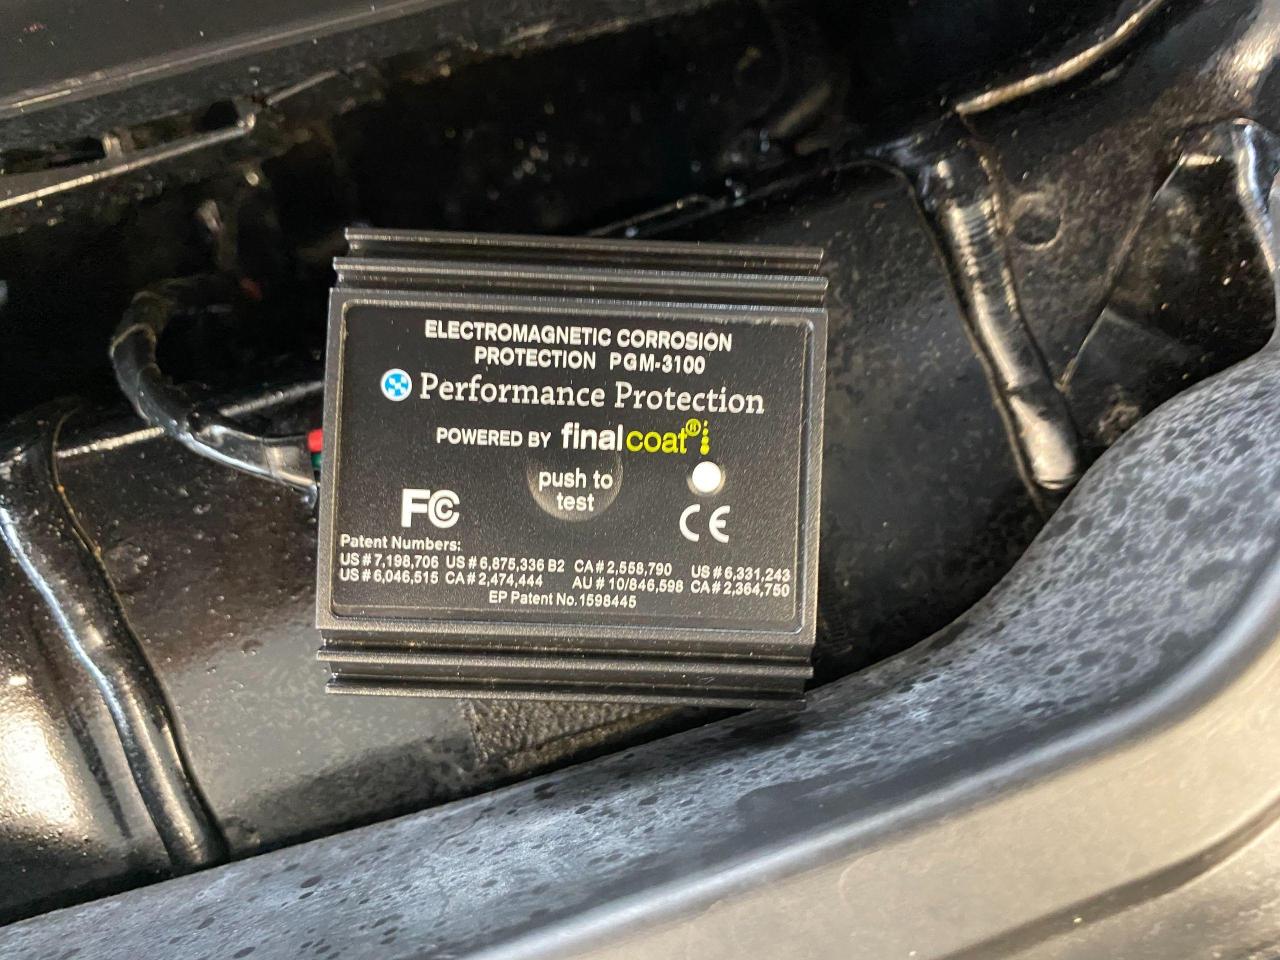 ELECTROMAGNETIC CORROSION
PROTECTION PGM-3100
Performance Protection
POWERED BY finalcoat®
push to
test
FC
CE
Patent Numbers:
US # 7,198,706 US # 6,875,336 B2 CA # 2,558,790 US # 6,331,243
US # 6,046,515 CA # 2,474,444 AU # 10/846,598 CA # 2,364,750
EP Patent No. 1598445